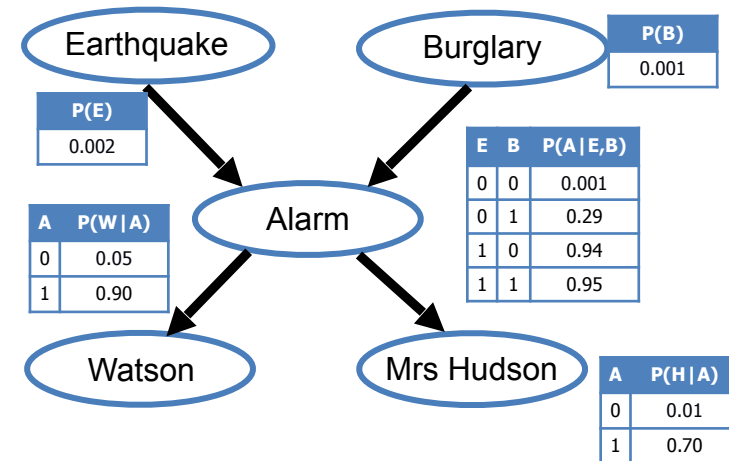 Earthquake
Burglary
P(B)
0.001
P(E)
0.002
E B P(A|E,B)
0 0 0.001
0 1 0.29
1 0 0.94
1 1 0.95
Alarm
A P(W|A)
0 0.05
1 0.90
Watson
Mrs Hudson
A P(H|A)
0 0.01
1 0.70